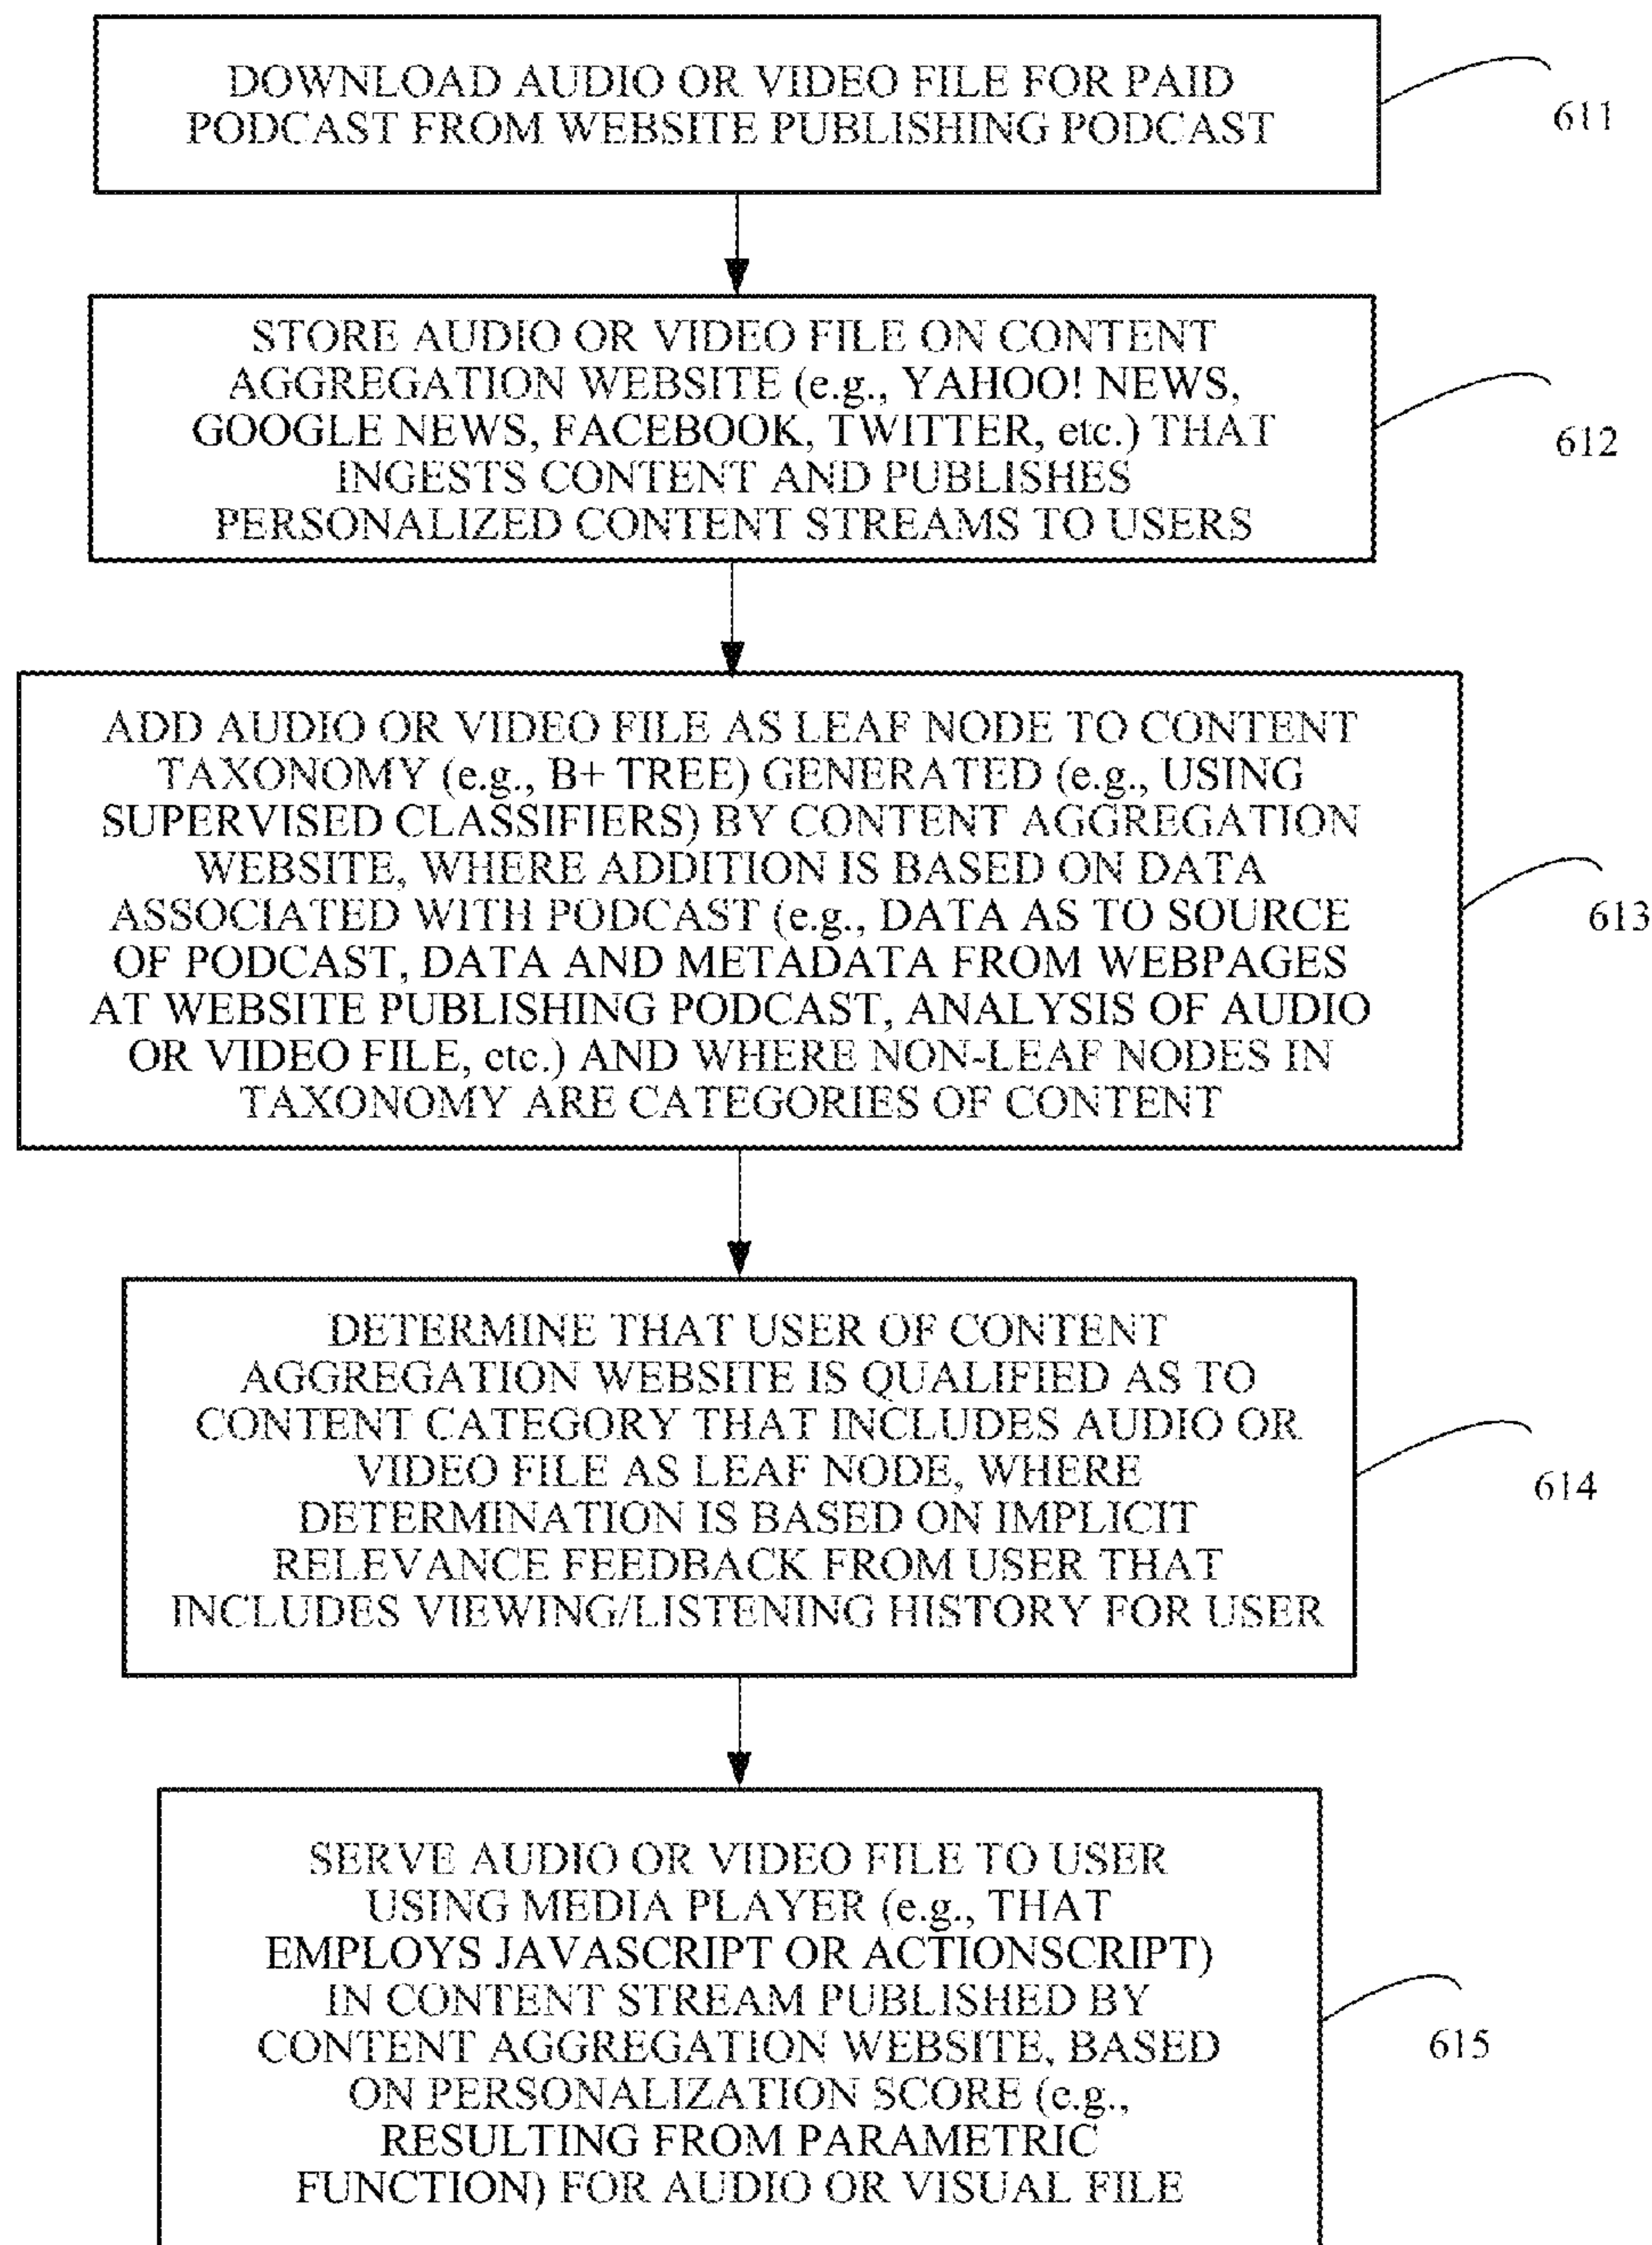 DOWNLOAD AUDIO OR VIDEO FILE FOR PAID
PODCAST FROM WEBSITE PUBLISHING PODCAST
611
STORE AUDIO OR VIDEO FILE ON CONTENT
AGGREGATION WEBSITE (e.g., YAHOO! NEWS,
GOOGLE NEWS, FACEBOOK, TWITTER, etc.) THAT
INGESTS CONTENT AND PUBLISHES
PERSONALIZED CONTENT STREAMS TO USERS
612
ADD AUDIO OR VIDEO FILE AS LEAF NODE TO CONTENT
TAXONOMY (e.g., B+ TREE) GENERATED (e.g., USING
SUPERVISED CLASSIFIERS) BY CONTENT AGGREGATION
WEBSITE, WHERE ADDITION IS BASED ON DATA
ASSOCIATED WITH PODCAST (e.g., DATA AS TO SOURCE
OF PODCAST, DATA AND METADATA FROM WEBPAGES
AT WEBSITE PUBLISHING PODCAST, ANALYSIS OF AUDIO
OR VIDEO FILE, etc.) AND WHERE NON-LEAF NODES IN
TAXONOMY ARE CATEGORIES OF CONTENT
613
DETERMINE THAT USER OF CONTENT
AGGREGATION WEBSITE IS QUALIFIED AS TO
CONTENT CATEGORY THAT INCLUDES AUDIO OR
VIDEO FILE AS LEAF NODE, WHERE
DETERMINATION IS BASED ON IMPLICIT
RELEVANCE FEEDBACK FROM USER THAT
INCLUDES VIEWING/LISTENING HISTORY FOR USER
614
SERVE AUDIO OR VIDEO FILE TO USER
USING MEDIA PLAYER (e.g., THAT
EMPLOYS JAVASCRIPT OR ACTIONSCRIPT)
IN CONTENT STREAM PUBLISHED BY
CONTENT AGGREGATION WEBSITE, BASED
ON PERSONALIZATION SCORE (e.g.,
RESULTING FROM PARAMETRIC
FUNCTION) FOR AUDIO OR VISUAL FILE
615